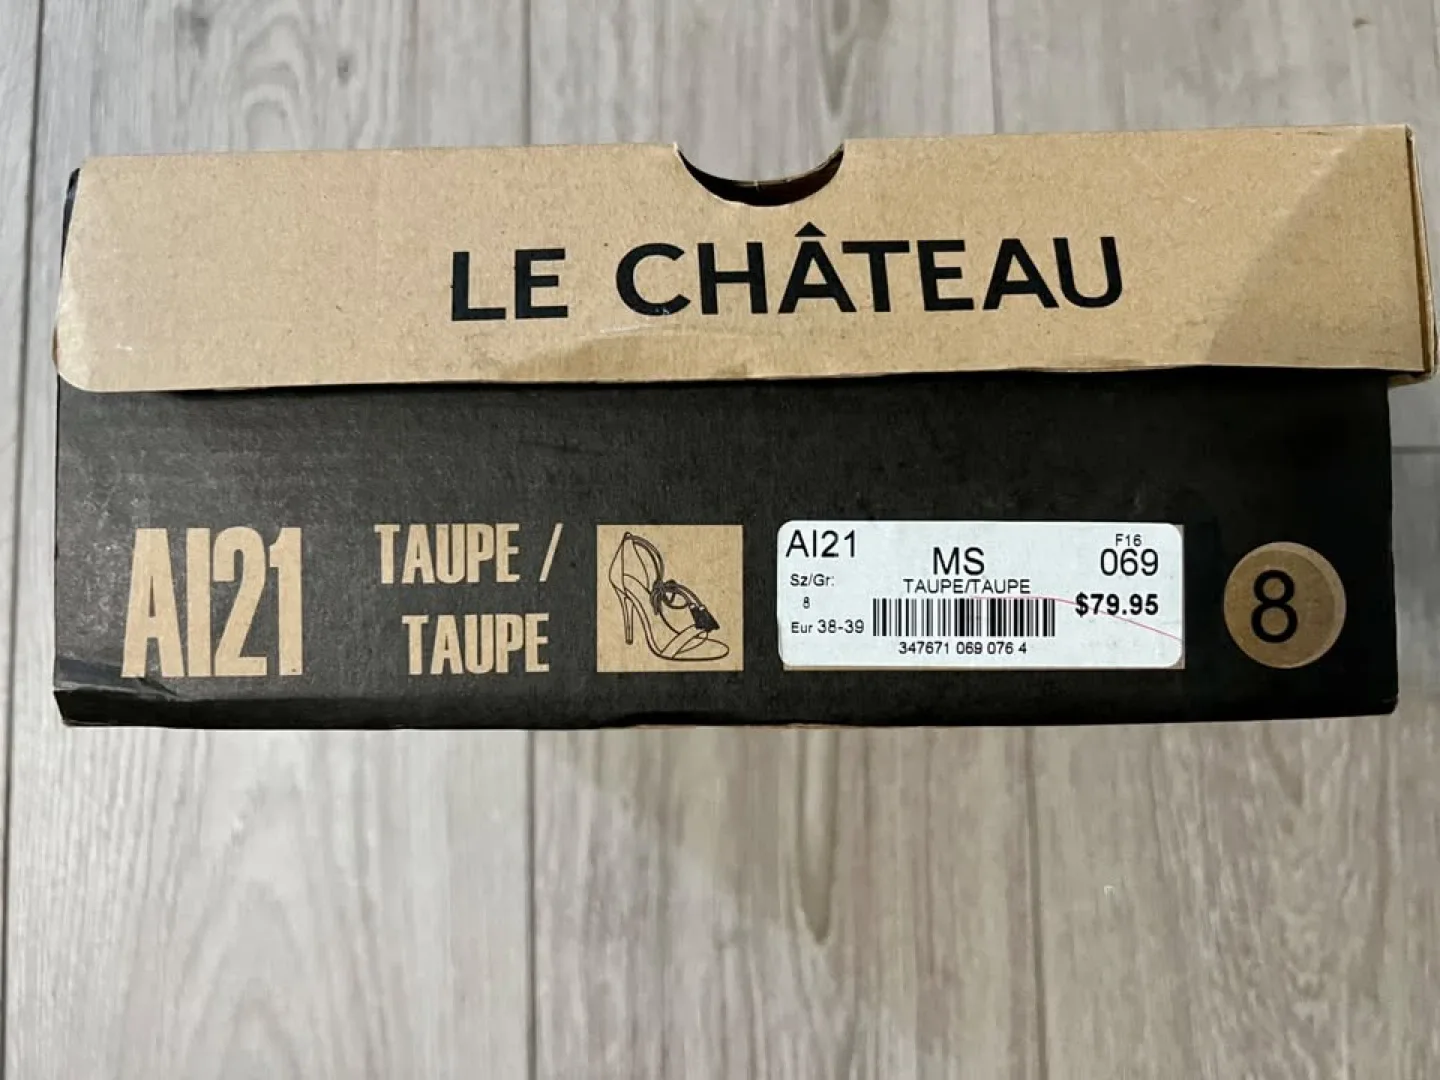 LE CHÂTEAU
AI21
TAUPE /
TAUPE
AI21
MS
F16
069
Sz/Gr:
8
TAUPE/TAUPE
$79.95
Eur 38-39
347671 069 076 4
8